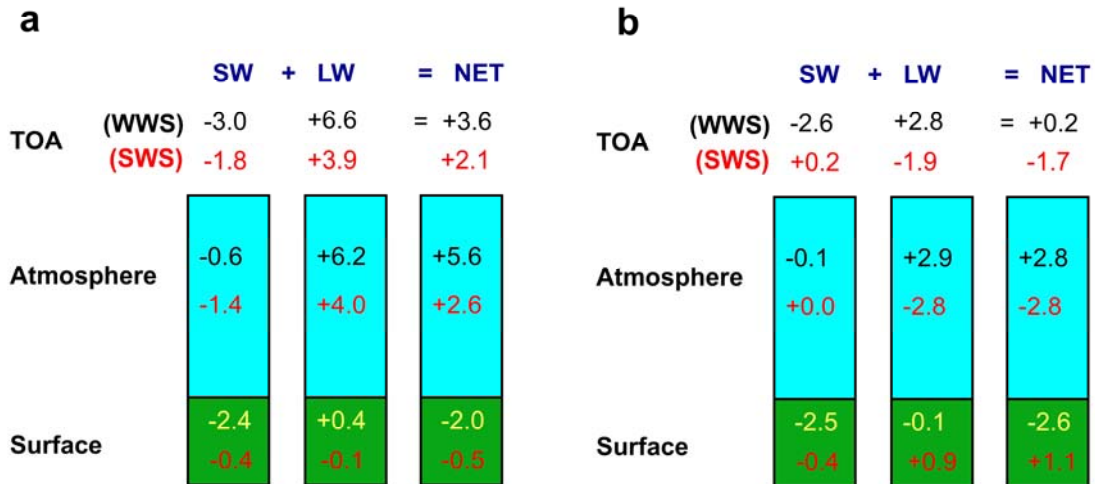 a
SW + LW = NET
TOA (WWS) -3.0 +6.6 = +3.6
(SWS) -1.8 +3.9 +2.1
Atmosphere
-0.6 +6.2 +5.6
-1.4 +4.0 +2.6
Surface
-2.4 +0.4 -2.0
-0.4 -0.1 -0.5
b
SW + LW = NET
TOA (WWS) -2.6 +2.8 = +0.2
(SWS) +0.2 -1.9 -1.7
Atmosphere
-0.1 +2.9 +2.8
+0.0 -2.8 -2.8
Surface
-2.5 -0.1 -2.6
-0.4 +0.9 +1.1